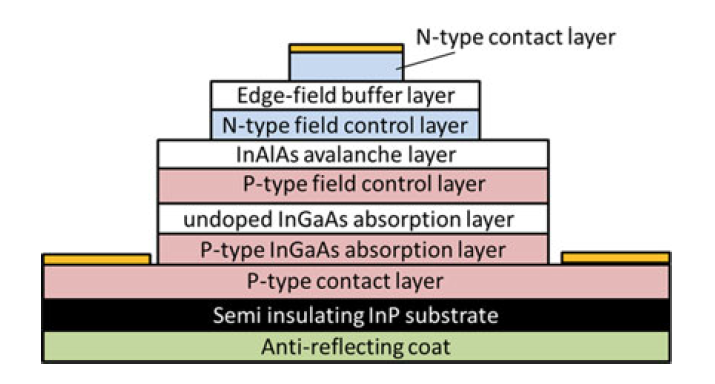 N-type contact layer
Edge-field buffer layer
N-type field control layer
InAlAs avalanche layer
P-type field control layer
undoped InGaAs absorption layer
P-type InGaAs absorption layer
P-type contact layer
Semi insulating InP substrate
Anti-reflecting coat